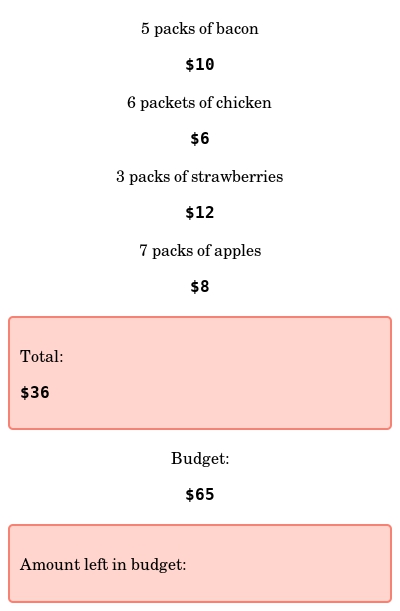 5 packs of bacon
$10
6 packets of chicken
$6
3 packs of strawberries
$12
7 packs of apples
$8
Total:
$36
Budget:
$65
Amount left in budget: